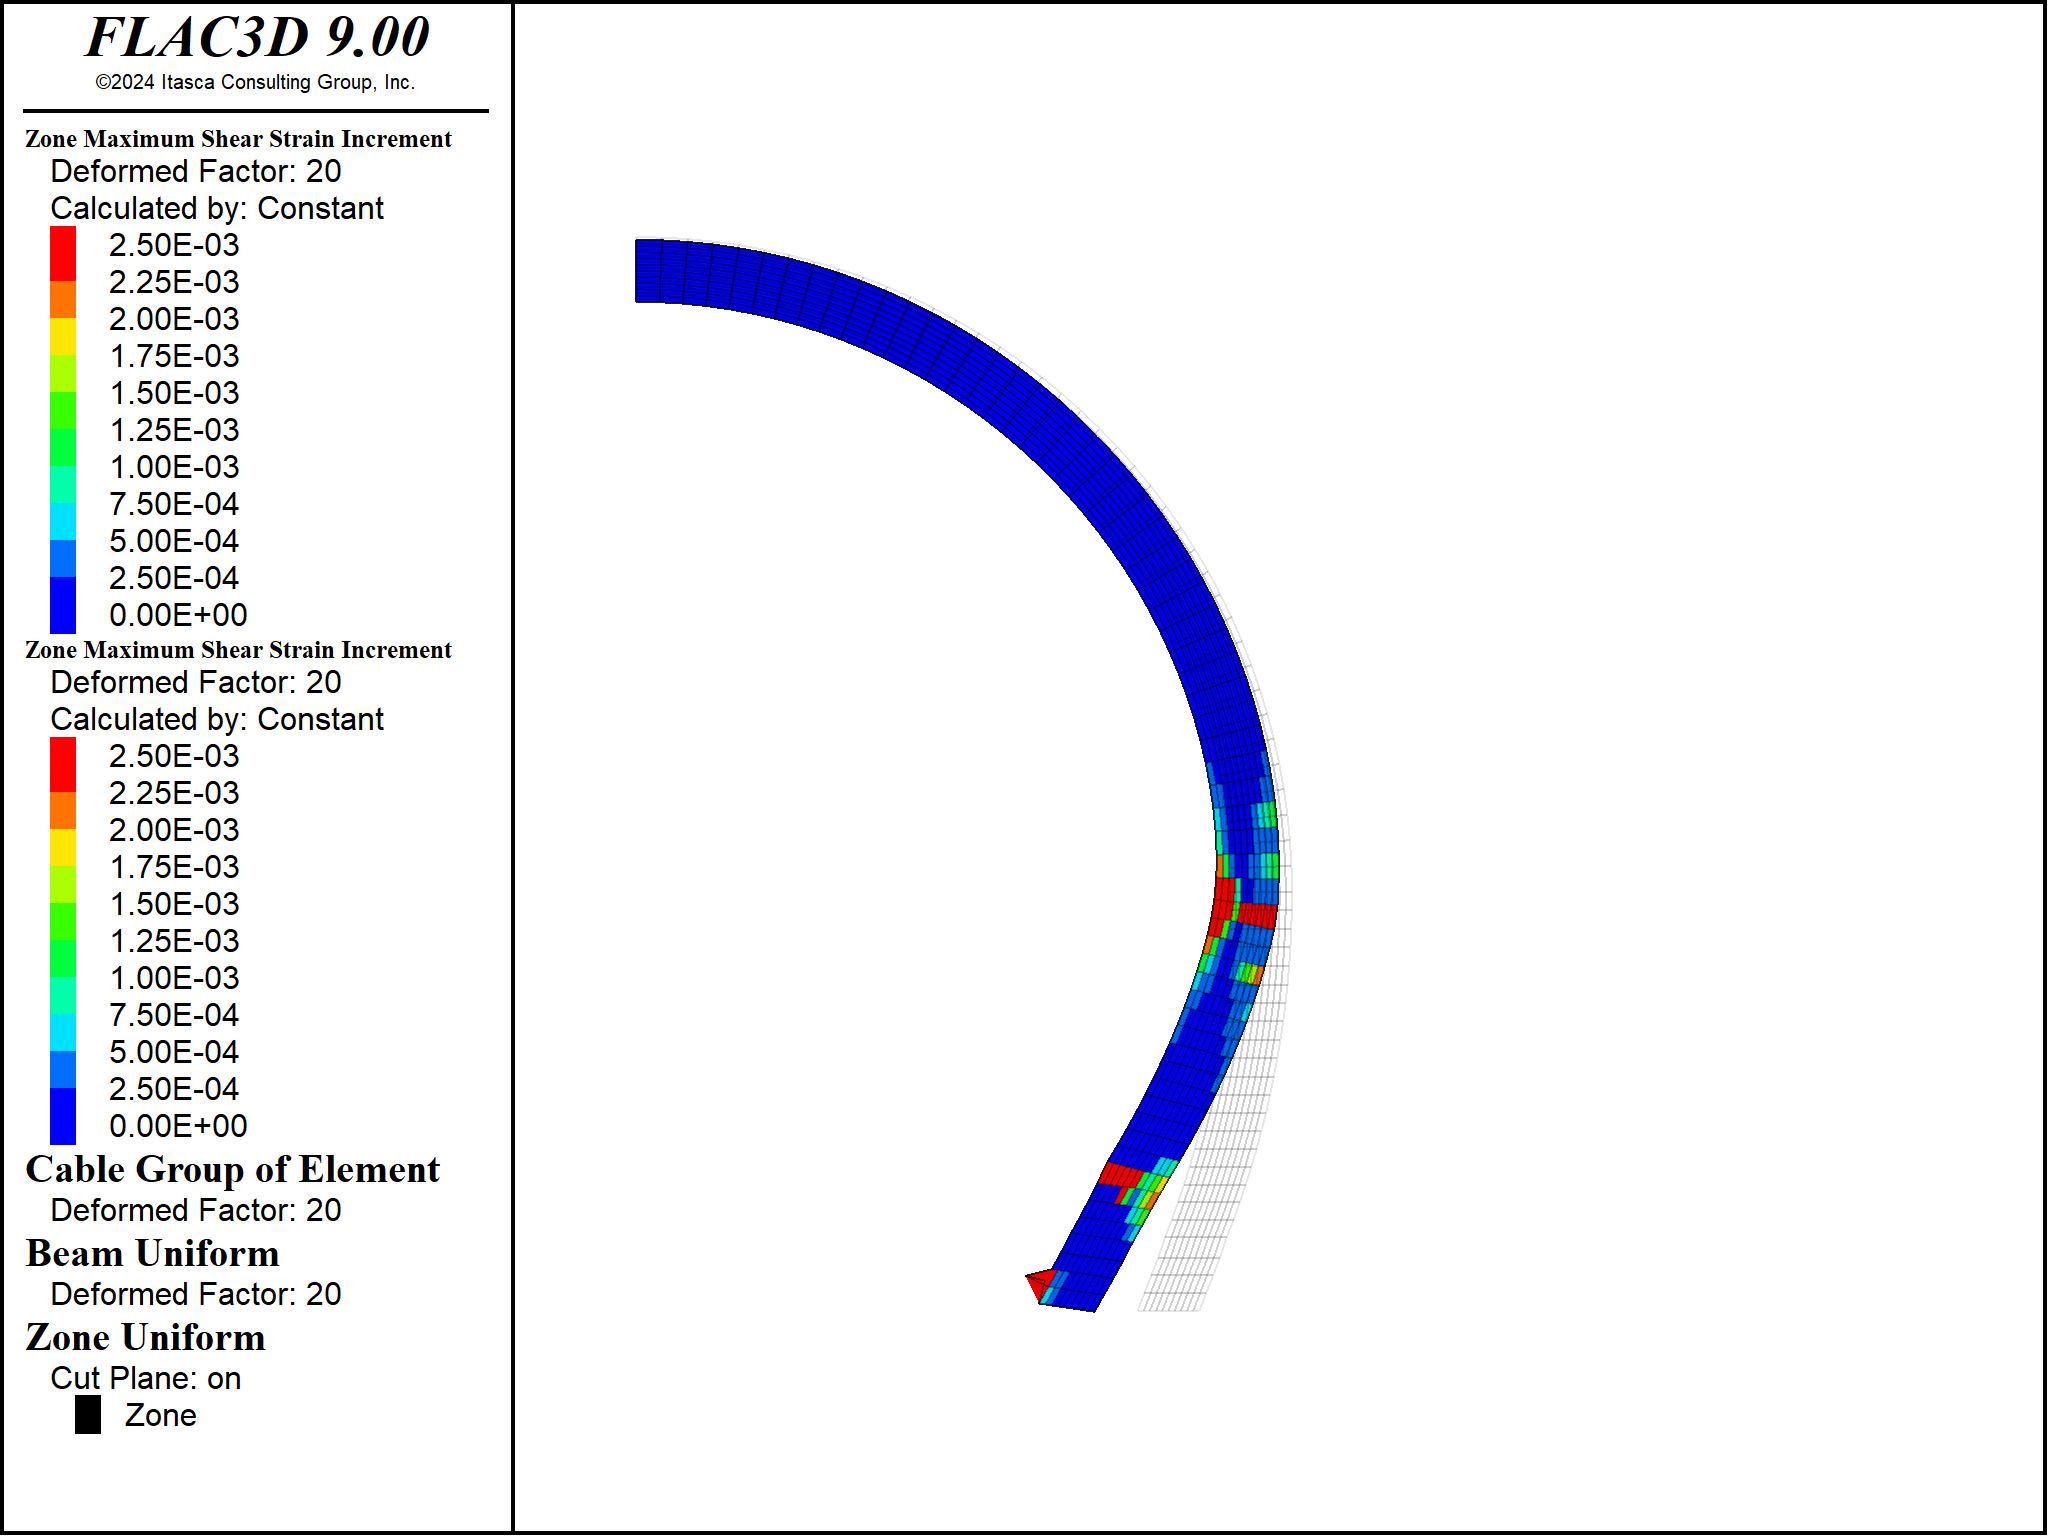 FLAC3D 9.00
©2024 Itasca Consulting Group, Inc.
Zone Maximum Shear Strain Increment
Deformed Factor: 20
Calculated by: Constant
2.50E-03
2.25E-03
2.00E-03
1.75E-03
1.50E-03
1.25E-03
1.00E-03
7.50E-04
5.00E-04
2.50E-04
0.00E+00
Zone Maximum Shear Strain Increment
Deformed Factor: 20
Calculated by: Constant
2.50E-03
2.25E-03
2.00E-03
1.75E-03
1.50E-03
1.25E-03
1.00E-03
7.50E-04
5.00E-04
2.50E-04
0.00E+00
Cable Group of Element
Deformed Factor: 20
Beam Uniform
Deformed Factor: 20
Zone Uniform
Cut Plane: on
Zone